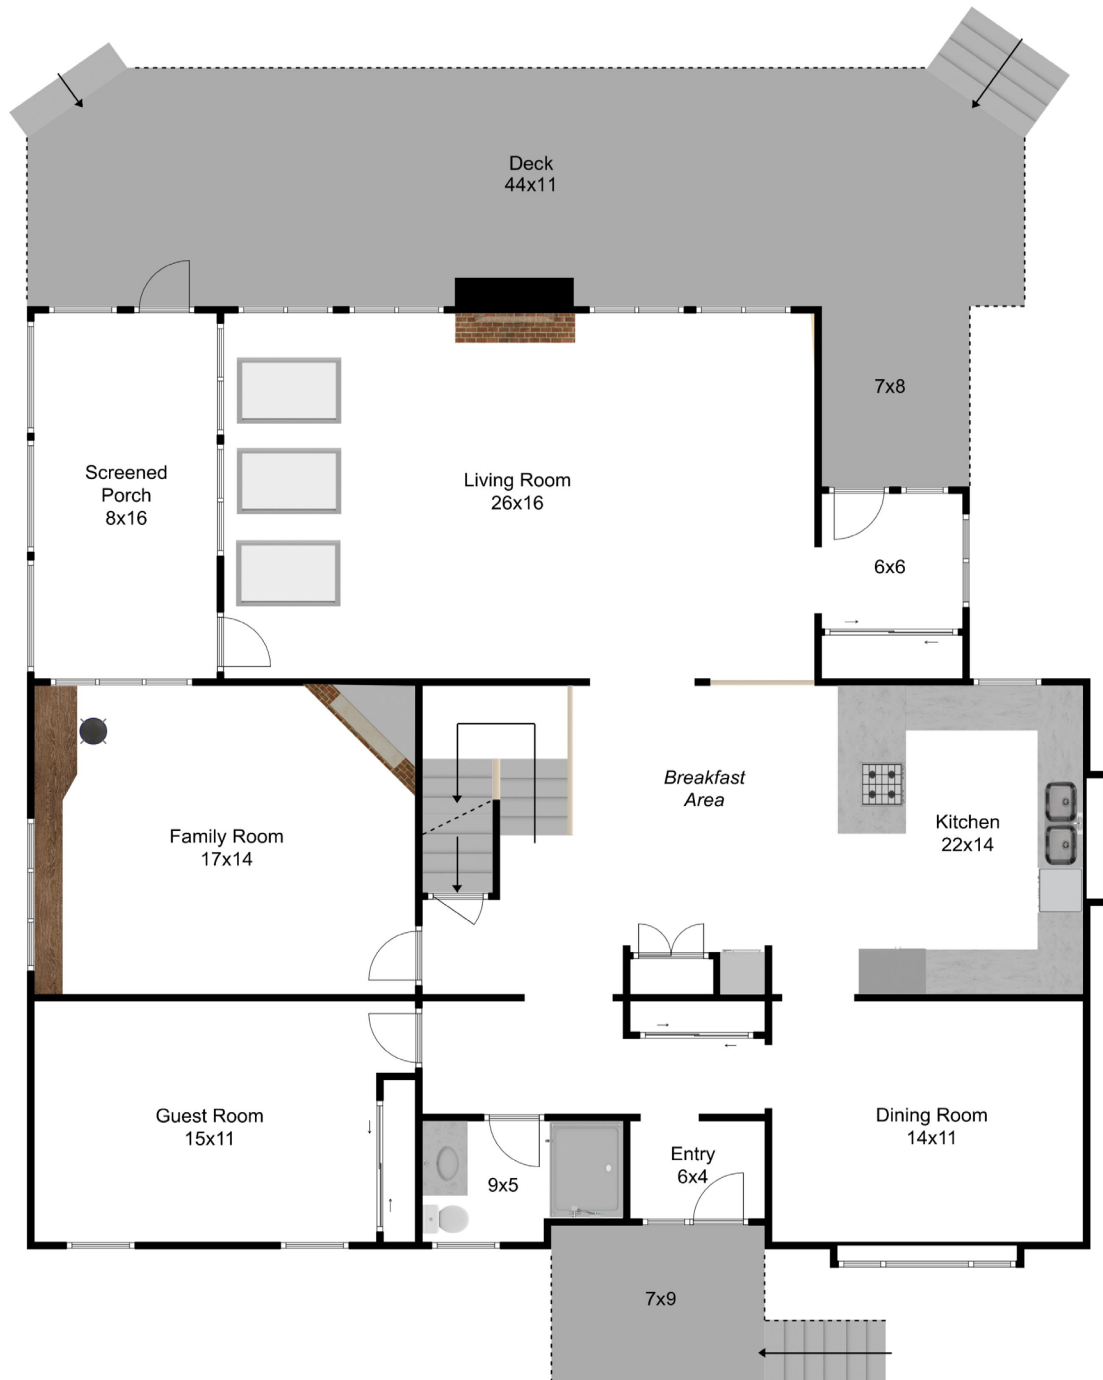 Deck
44x11
7x8
Screened
Porch
8x16
Living Room
26x16
6x6
Breakfast
Area
Family Room
17x14
Kitchen
22x14
Guest Room
15x11
Dining Room
14x11
Entry
6x4
9x5
7x9